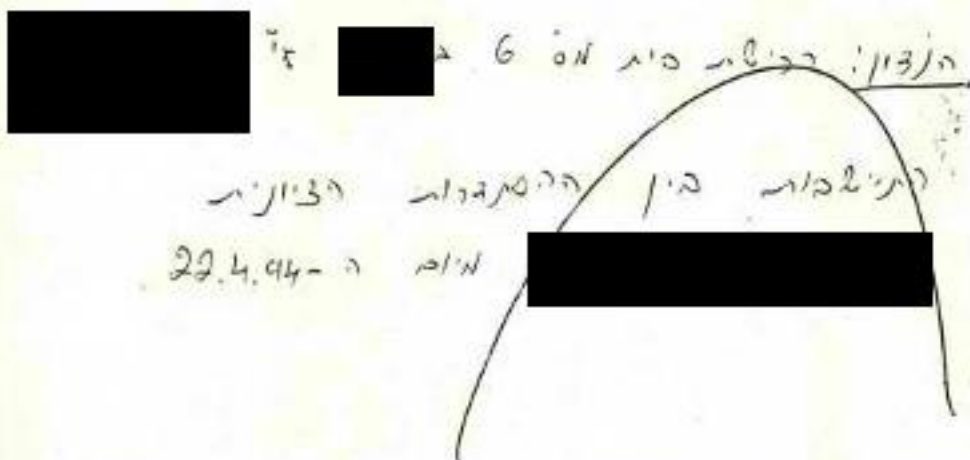 הנדון: רכישת בית מס' 6 ב ע"י
התיישבות בין ההסתדרות הציונית
מיום ה -22.4.94